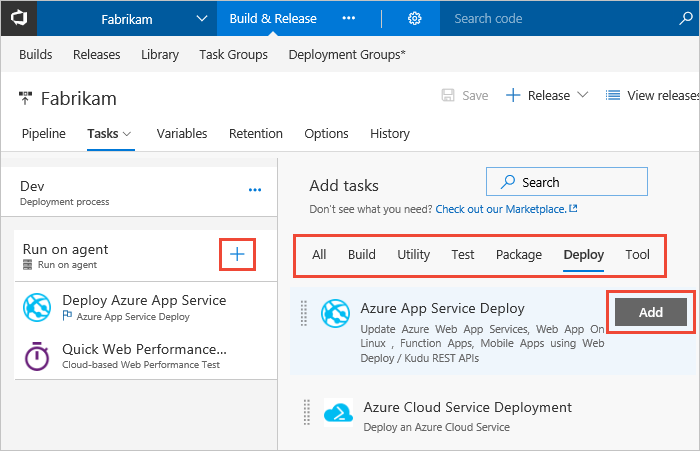 Fabrikam
Build & Release
Search code
Builds
Releases
Library
Task Groups
Deployment Groups*
Fabrikam
Save
Release
View releases
Pipeline
Tasks
Variables
Retention
Options
History
Dev
Deployment process
Run on agent
Run on agent
Deploy Azure App Service
Azure App Service Deploy
Quick Web Performance...
Cloud-based Web Performance Test
Add tasks
Search
Don't see what you need? Check out our Marketplace.
All
Build
Utility
Test
Package
Deploy
Tool
Azure App Service Deploy
Add
Update Azure Web App Services, Web App On
Linux , Function Apps, Mobile Apps using Web
Deploy / Kudu REST APIs
Azure Cloud Service Deployment
Deploy an Azure Cloud Service